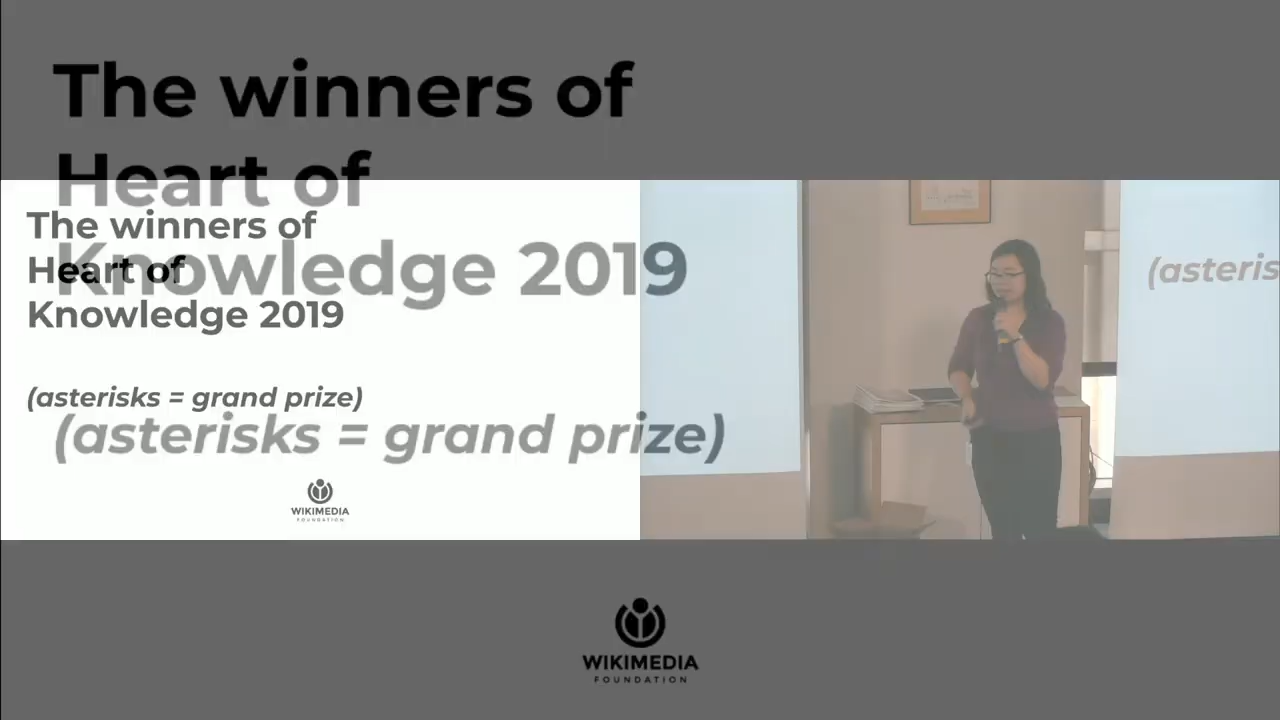 The winners of
Heart of
Knowledge 2019
(asterisks = grand prize)
The winners of
Heart of
Knowledge 2019
(asterisks = grand prize)
WIKIMEDIA
FOUNDATION
(asteris
WIKIMEDIA
FOUNDATION